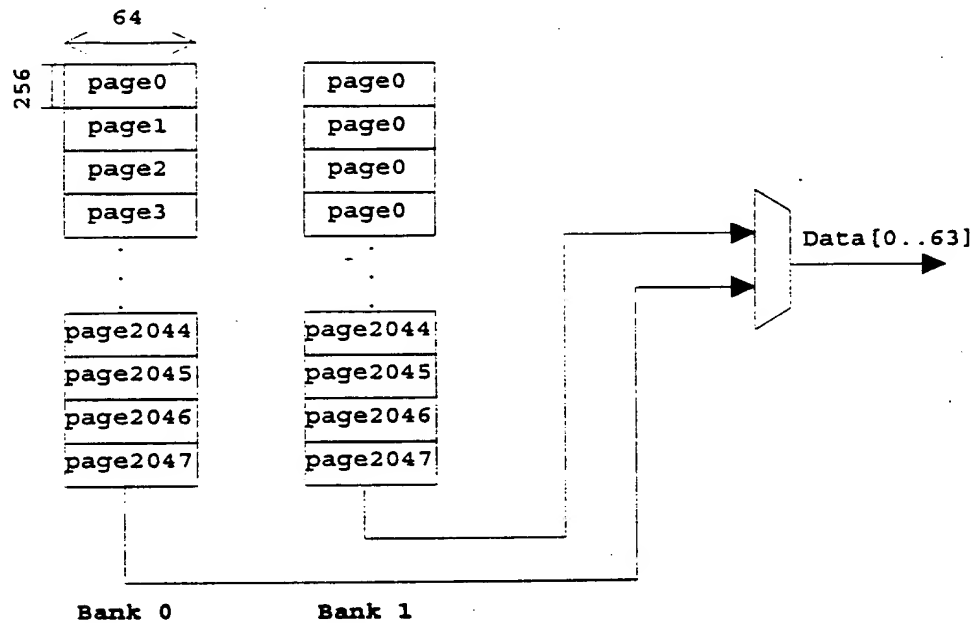 64
256
page0 page0
page1 page0
page2 page0
page3 page0
Data[0..63]
page2044 page2044
page2045 page2045
page2046 page2046
page2047 page2047
Bank 0 Bank 1